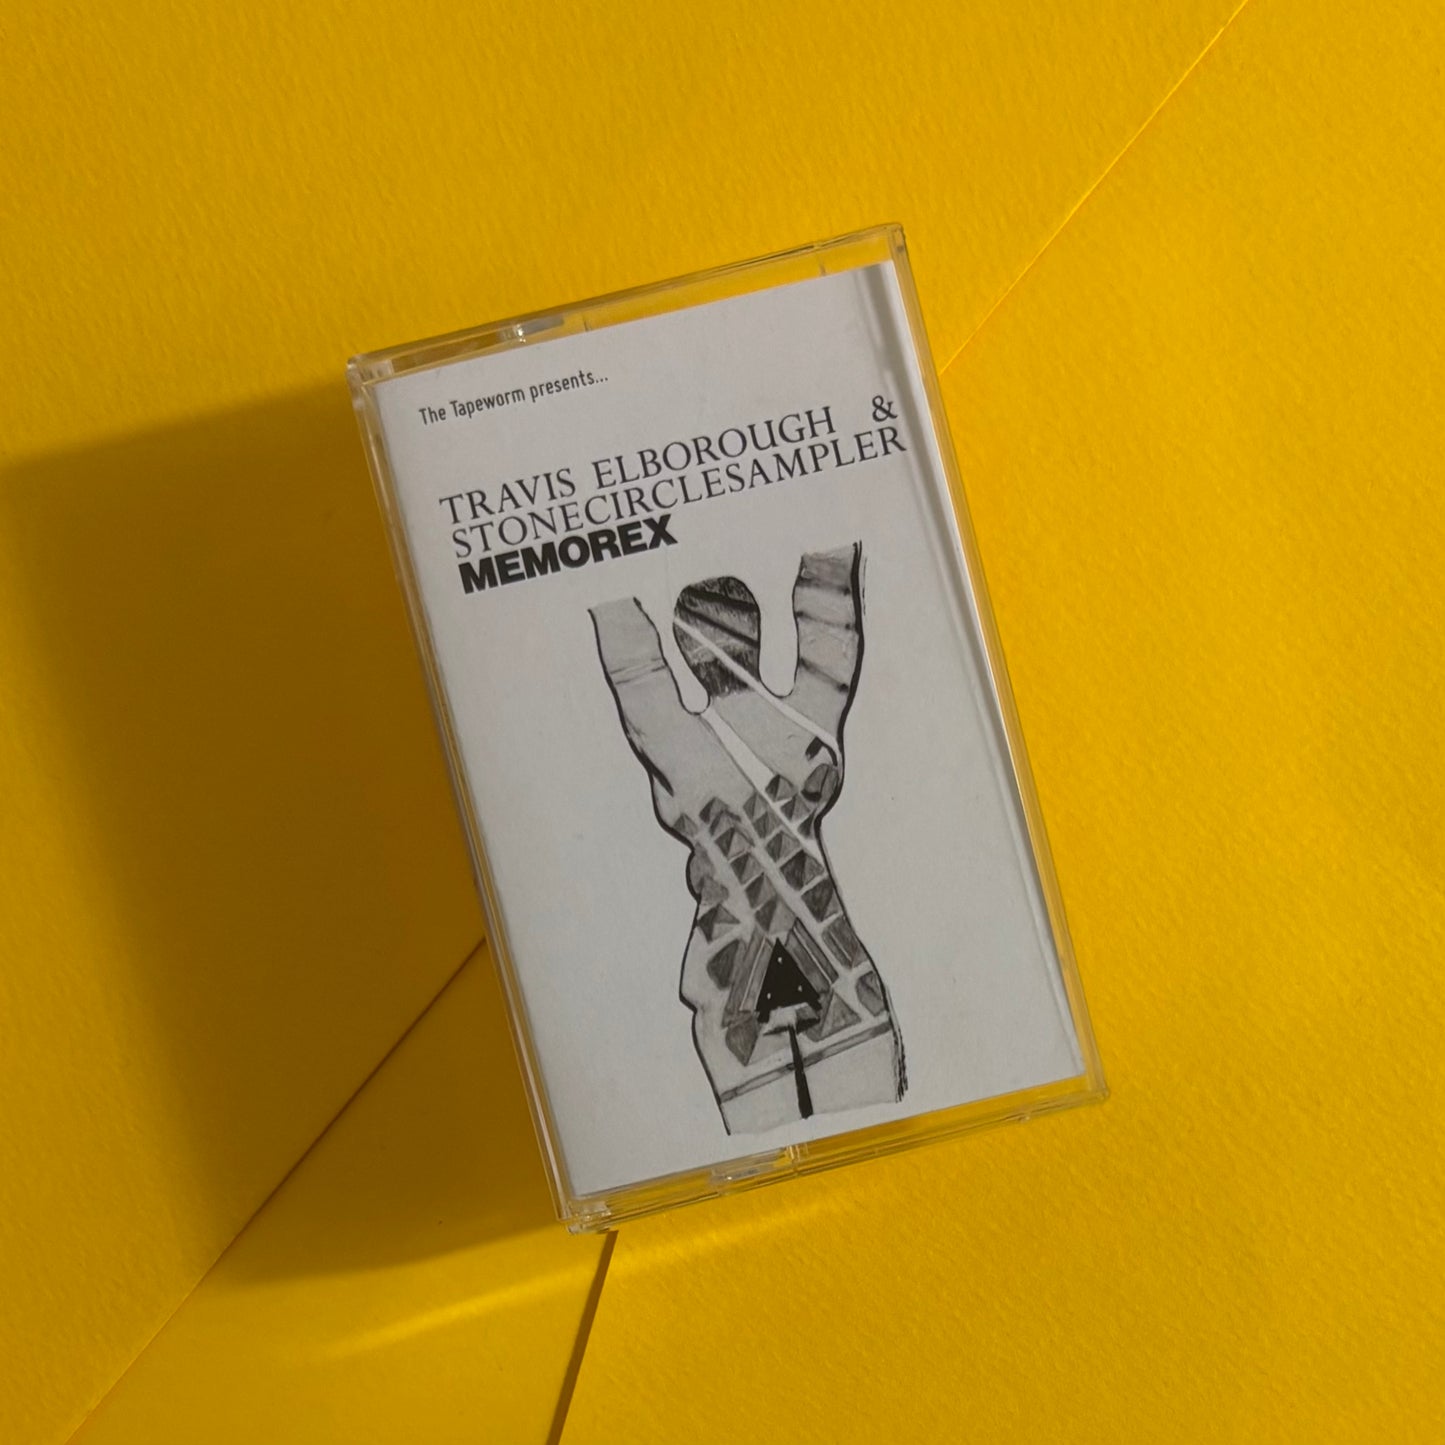 The Tapeworm presents...
TRAVIS ELBOROUGH &
STONECIRCLESAMPLER
MEMOREX